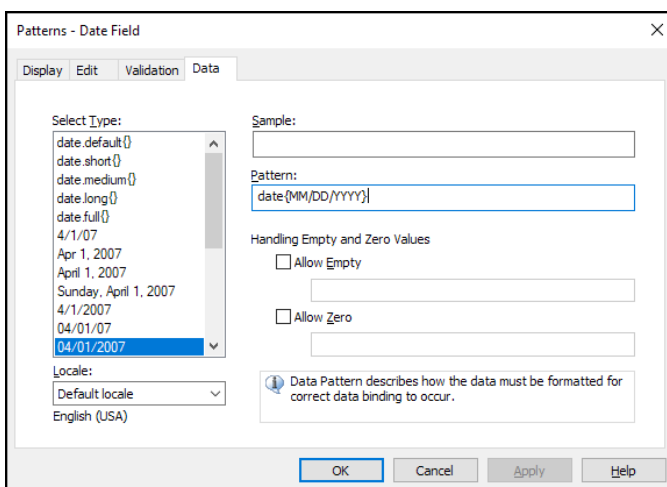 Patterns - Date Field
Display Edit Validation Data
Select Type:
date.default{}
date.short{}
date.medium{}
date.long{}
date.full{}
4/1/07
Apr 1, 2007
April 1, 2007
Sunday, April 1, 2007
4/1/2007
04/01/07
04/01/2007
Locale:
Default locale
English (USA)
Sample:
Pattern:
date{MM/DD/YYYY}
Handling Empty and Zero Values
Allow Empty
Allow Zero
Data Pattern describes how the data must be formatted for
correct data binding to occur.
OK Cancel Apply Help